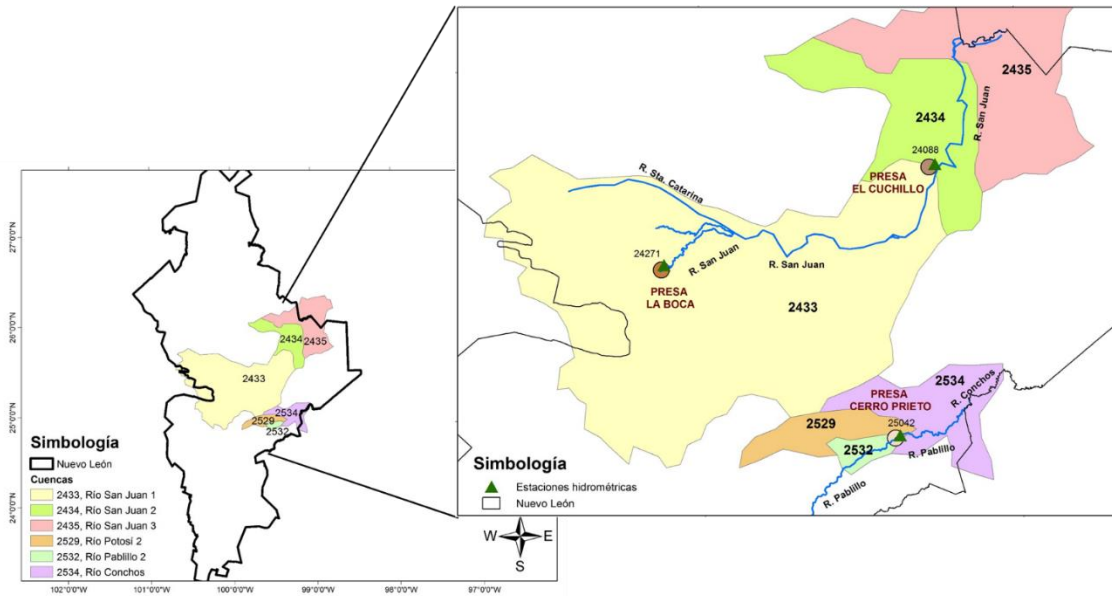 27°0'0"N
26°0'0"N
25°0'0"N
24°0'0"N
102°0'0"W
101°0'0"W
100°0'0"W
99°0'0"W
98°0'0"W
97°0'0"W
2434
2435
2433
2534
2529
2532
Simbología
Nuevo León
Cuencas
2433, Río San Juan 1
2434, Río San Juan 2
2435, Río San Juan 3
2529, Río Potosí 2
2532, Río Pablillo 2
2534, Río Conchos
W
E
S
2435
2434
R. San Juan
24088
PRESA
EL CUCHILLO
R. Sta. Catarina
24271
R. San Juan
R. San Juan
PRESA
LA BOCA
2433
PRESA
CERRO PRIETO
2534
R. Conchos
2529
25042
2532
R. Pablillo
R. Pablillo
Simbología
Estaciones hidrométricas
Nuevo León